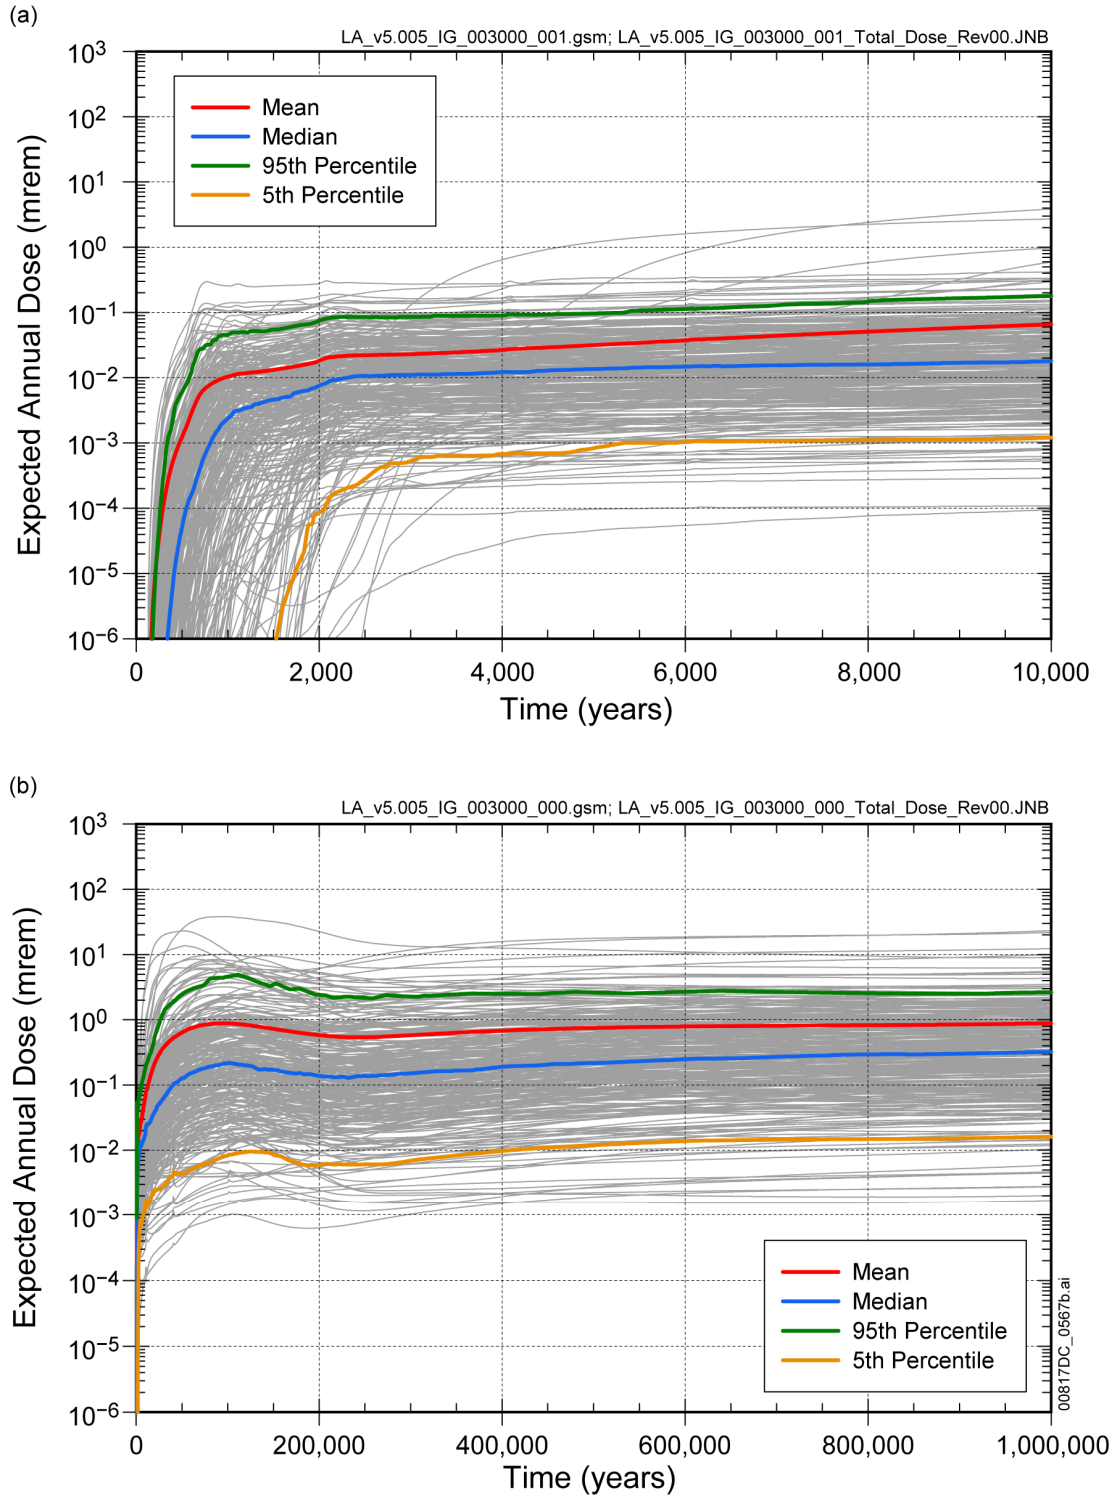 (a)
LA_v5.005_IG_003000_001.gsm; LA_v5.005_IG_003000_001_Total_Dose_Rev00.JNB
Expected Annual Dose (mrem)
10³
10²
10¹
10⁰
10⁻¹
10⁻²
10⁻³
10⁻⁴
10⁻⁵
10⁻⁶
Mean
Median
95th Percentile
5th Percentile
0 2,000 4,000 6,000 8,000 10,000
Time (years)
(b)
LA_v5.005_IG_003000_000.gsm; LA_v5.005_IG_003000_000_Total_Dose_Rev00.JNB
Expected Annual Dose (mrem)
10³
10²
10¹
10⁰
10⁻¹
10⁻²
10⁻³
10⁻⁴
10⁻⁵
10⁻⁶
Mean
Median
95th Percentile
5th Percentile
00817DC_0567b.ai
0 200,000 400,000 600,000 800,000 1,000,000
Time (years)